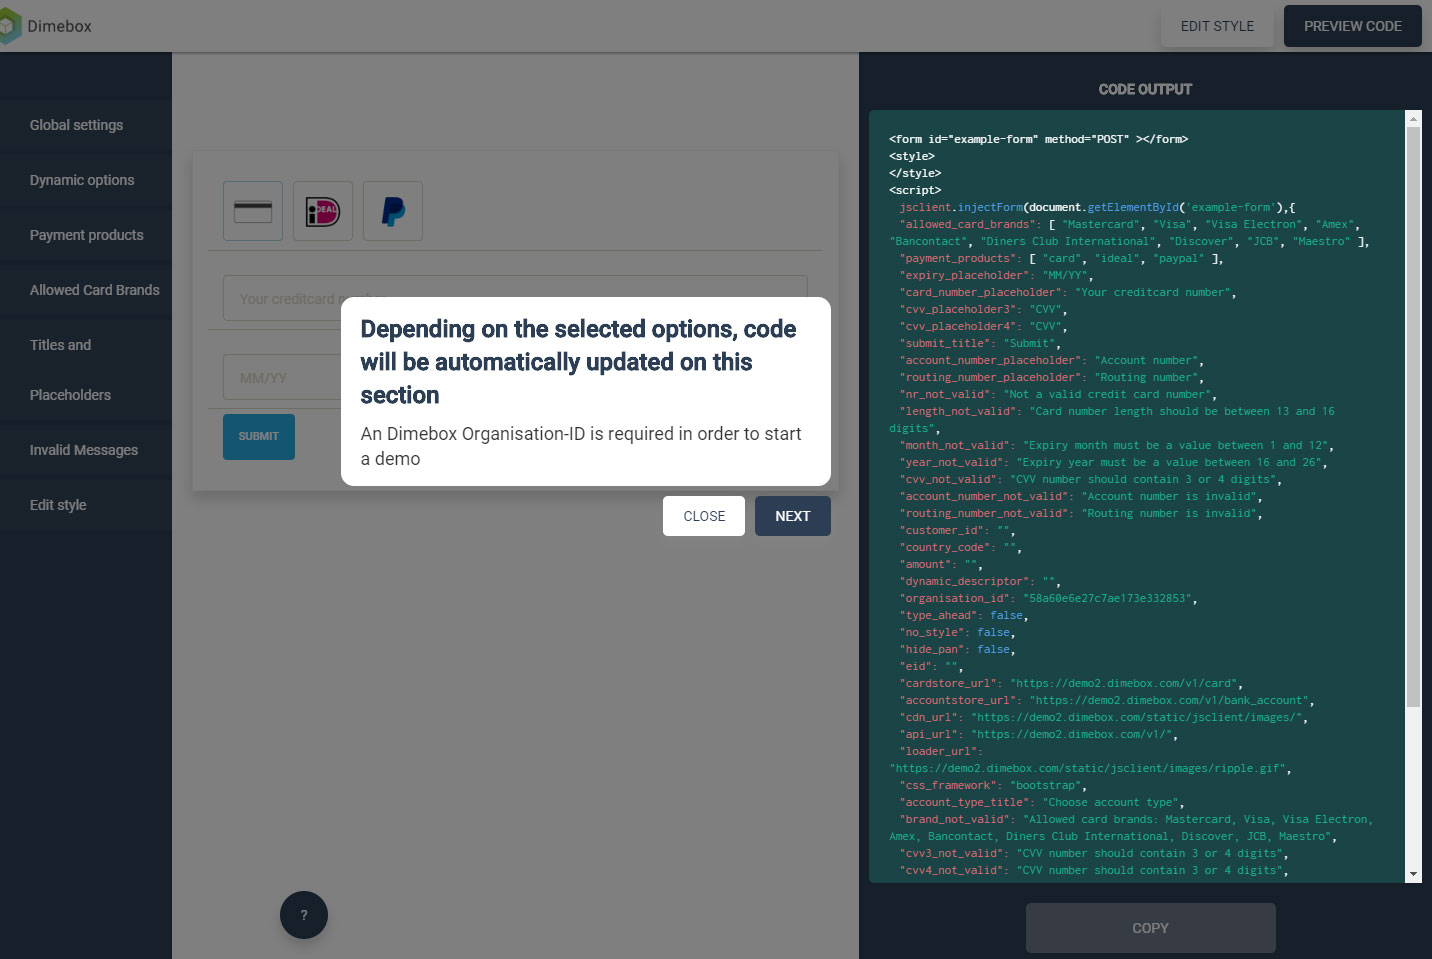 Dimebox
EDIT STYLE
PREVIEW CODE
Global settings
Dynamic options
Payment products
Allowed Card Brands
Titles and
Placeholders
Invalid Messages
Edit style
iDEAL
Your creditcard number
MM/YY
SUBMIT
Depending on the selected options, code
will be automatically updated on this
section
An Dimebox Organisation-ID is required in order to start
a demo
CLOSE
NEXT
?
CODE OUTPUT
<form id="example-form" method="POST" ></form>
<style>
</style>
<script>
jsclient.injectForm(document.getElementById('example-form'),{
"allowed_card_brands": [ "Mastercard", "Visa", "Visa Electron", "Amex",
"Bancontact", "Diners Club International", "Discover", "JCB", "Maestro" ],
"payment_products": [ "card", "ideal", "paypal" ],
"expiry_placeholder": "MM/YY",
"card_number_placeholder": "Your creditcard number",
"cvv_placeholder3": "CVV",
"cvv_placeholder4": "CVV",
"submit_title": "Submit",
"account_number_placeholder": "Account number",
"routing_number_placeholder": "Routing number",
"nr_not_valid": "Not a valid credit card number",
"length_not_valid": "Card number length should be between 13 and 16
digits",
"month_not_valid": "Expiry month must be a value between 1 and 12",
"year_not_valid": "Expiry year must be a value between 16 and 26",
"cvv_not_valid": "CVV number should contain 3 or 4 digits",
"account_number_not_valid": "Account number is invalid",
"routing_number_not_valid": "Routing number is invalid",
"customer_id": "",
"country_code": "",
"amount": "",
"dynamic_descriptor": "",
"organisation_id": "58a60e6e27c7ae173e332853",
"type_ahead": false,
"no_style": false,
"hide_pan": false,
"eid": "",
"cardstore_url": "https://demo2.dimebox.com/v1/card",
"accountstore_url": "https://demo2.dimebox.com/v1/bank_account",
"cdn_url": "https://demo2.dimebox.com/static/jsclient/images/",
"api_url": "https://demo2.dimebox.com/v1/",
"loader_url":
"https://demo2.dimebox.com/static/jsclient/images/ripple.gif",
"css_framework": "bootstrap",
"account_type_title": "Choose account type",
"brand_not_valid": "Allowed card brands: Mastercard, Visa, Visa Electron,
Amex, Bancontact, Diners Club International, Discover, JCB, Maestro",
"cvv3_not_valid": "CVV number should contain 3 or 4 digits",
"cvv4_not_valid": "CVV number should contain 3 or 4 digits",
COPY